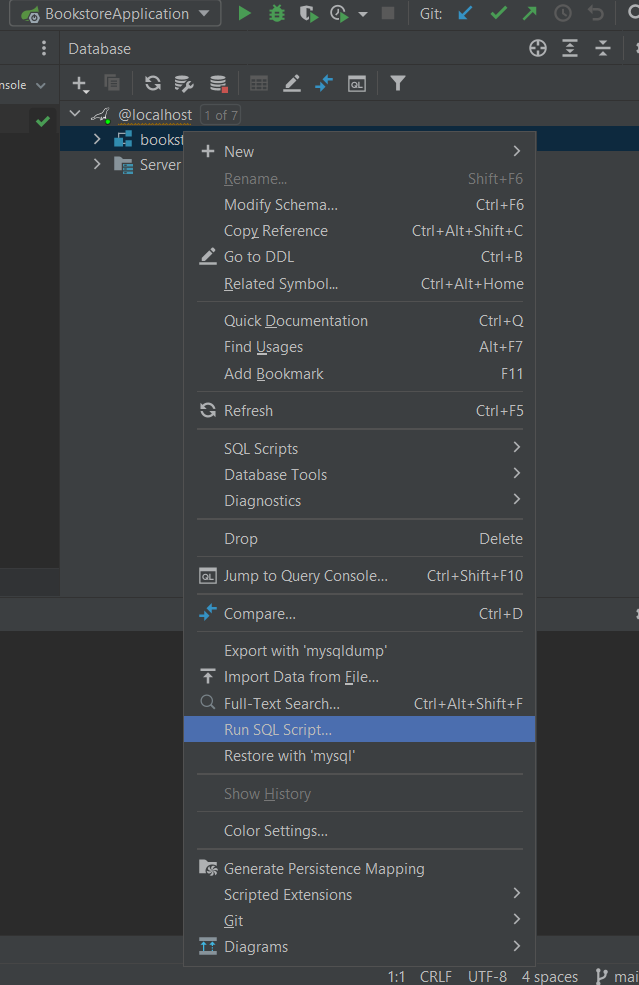 BookstoreApplication Git:
Database
nsole
@localhost 1 of 7
Server
New
Rename... Shift+F6
Modify Schema... Ctrl+F6
Copy Reference Ctrl+Alt+Shift+C
Go to DDL Ctrl+B
Related Symbol... Ctrl+Alt+Home
Quick Documentation Ctrl+Q
Find Usages Alt+F7
Add Bookmark F11
Refresh Ctrl+F5
SQL Scripts
Database Tools
Diagnostics
Drop Delete
QL Jump to Query Console... Ctrl+Shift+F10
Compare... Ctrl+D
Export with 'mysqldump'
Import Data from File...
Full-Text Search... Ctrl+Alt+Shift+F
Run SQL Script...
Restore with 'mysql'
Show History
Color Settings...
Generate Persistence Mapping
Scripted Extensions
Git
Diagrams
1:1 CRLF UTF-8 4 spaces mai